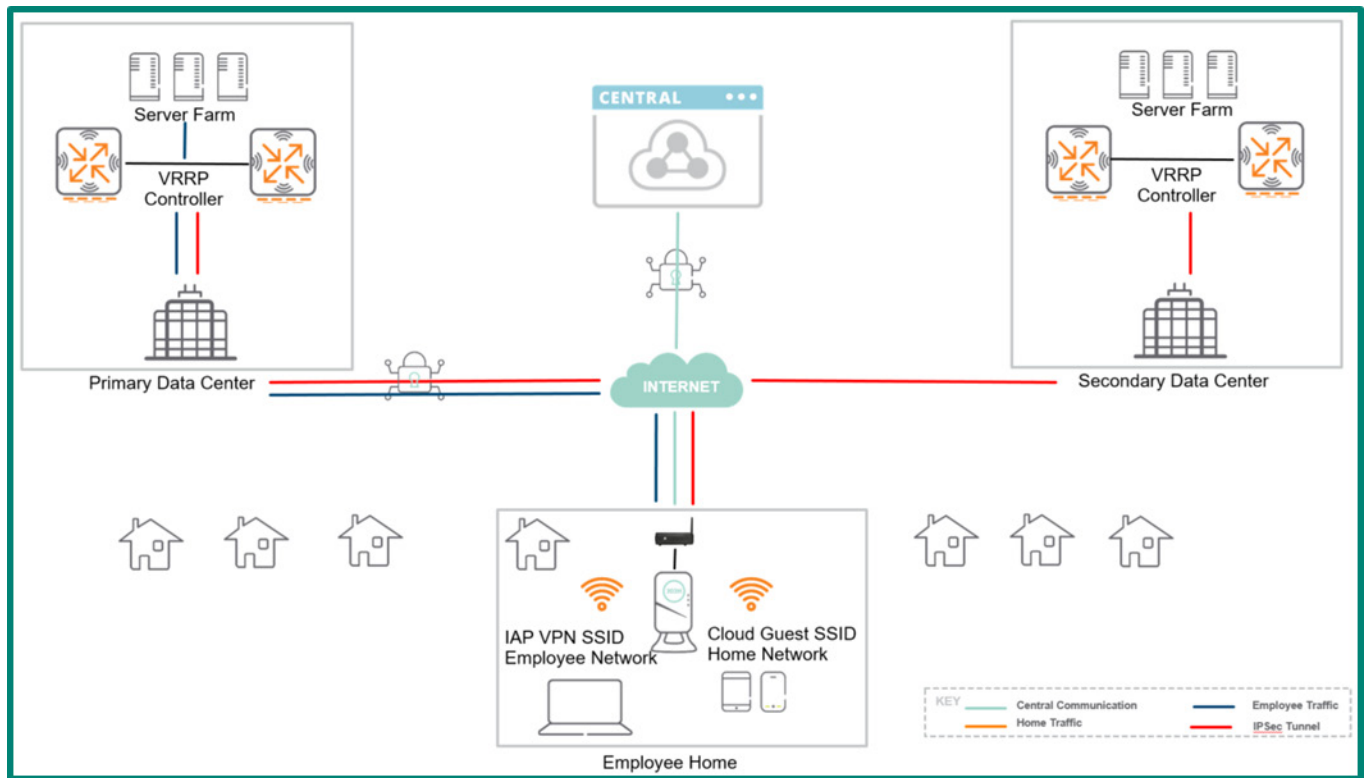 Server Farm
VRRP
Controller
Primary Data Center
CENTRAL
INTERNET
Server Farm
VRRP
Controller
Secondary Data Center
IAP VPN SSID
Employee Network
Cloud Guest SSID
Home Network
Employee Home
KEY
Central Communication
Employee Traffic
Home Traffic
IPSec Tunnel